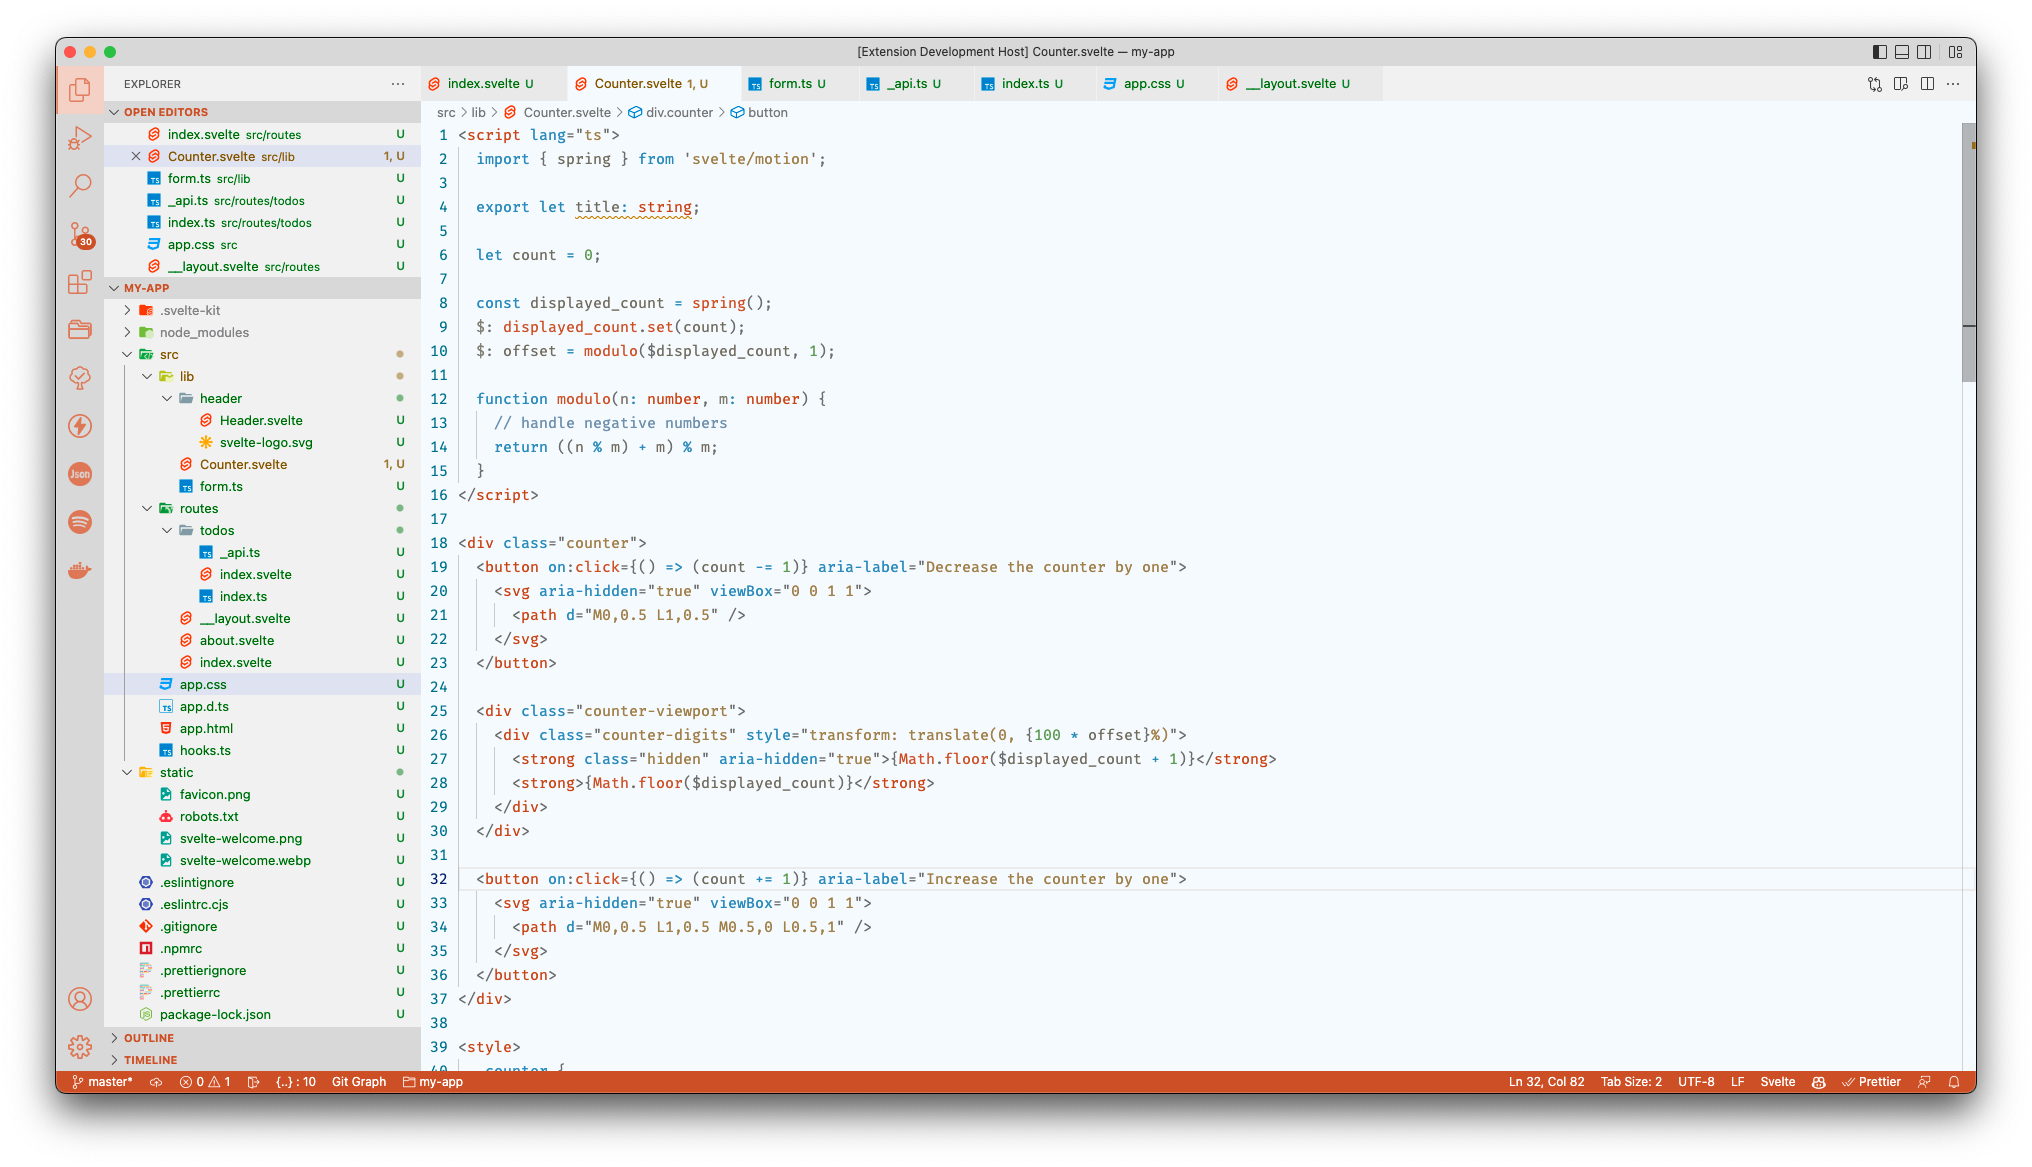 [Extension Development Host] Counter.svelte — my-app
EXPLORER
index.svelte U
Counter.svelte 1, U
TS form.ts U
TS _api.ts U
TS index.ts U
app.css U
__layout.svelte U
OPEN EDITORS
index.svelte src/routes U
Counter.svelte src/lib 1, U
TS form.ts src/lib U
TS _api.ts src/routes/todos U
TS index.ts src/routes/todos U
app.css src U
__layout.svelte src/routes U
MY-APP
.svelte-kit
node_modules
src
lib
header
Header.svelte U
svelte-logo.svg U
Counter.svelte 1, U
TS form.ts U
routes
todos
TS _api.ts U
index.svelte U
TS index.ts U
__layout.svelte U
about.svelte U
index.svelte U
app.css U
TS app.d.ts U
app.html U
TS hooks.ts U
static
favicon.png U
robots.txt U
svelte-welcome.png U
svelte-welcome.webp U
.eslintignore U
.eslintrc.cjs U
.gitignore U
.npmrc U
.prettierignore U
.prettierrc U
package-lock.json U
OUTLINE
TIMELINE
30
Json
src > lib > Counter.svelte > div.counter > button
1 <script lang="ts">
2 import { spring } from 'svelte/motion';
3
4 export let title: string;
5
6 let count = 0;
7
8 const displayed_count = spring();
9 $: displayed_count.set(count);
10 $: offset = modulo($displayed_count, 1);
11
12 function modulo(n: number, m: number) {
13 // handle negative numbers
14 return ((n % m) + m) % m;
15 }
16 </script>
17
18 <div class="counter">
19 <button on:click={() => (count -= 1)} aria-label="Decrease the counter by one">
20 <svg aria-hidden="true" viewBox="0 0 1 1">
21 <path d="M0,0.5 L1,0.5" />
22 </svg>
23 </button>
24
25 <div class="counter-viewport">
26 <div class="counter-digits" style="transform: translate(0, {100 * offset}%)">
27 <strong class="hidden" aria-hidden="true">{Math.floor($displayed_count + 1)}</strong>
28 <strong>{Math.floor($displayed_count)}</strong>
29 </div>
30 </div>
31
32 <button on:click={() => (count += 1)} aria-label="Increase the counter by one">
33 <svg aria-hidden="true" viewBox="0 0 1 1">
34 <path d="M0,0.5 L1,0.5 M0.5,0 L0.5,1" />
35 </svg>
36 </button>
37 </div>
38
39 <style>
40 .counter {
master* 0 1 {..} : 10 Git Graph my-app
Ln 32, Col 82 Tab Size: 2 UTF-8 LF Svelte Prettier